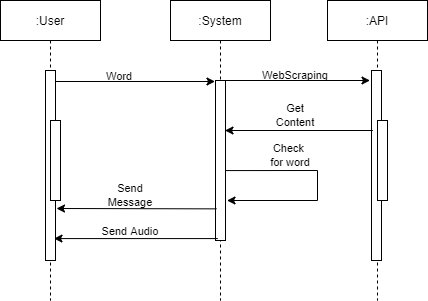 :User
:System
:API
Word
WebScraping
Get
Content
Check
for word
Send
Message
Send Audio